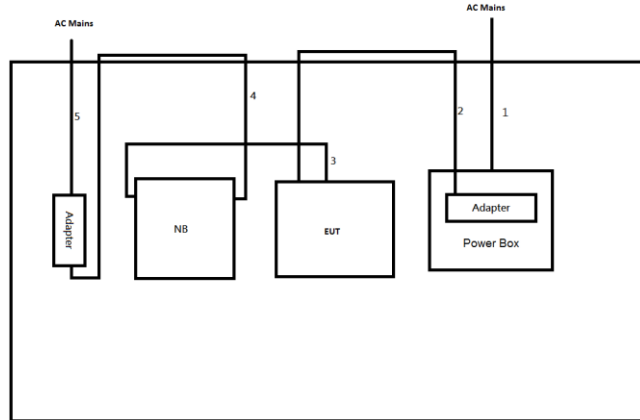 AC Mains
AC Mains
5
4
2
1
3
Adapter
NB
EUT
Adapter
Power Box